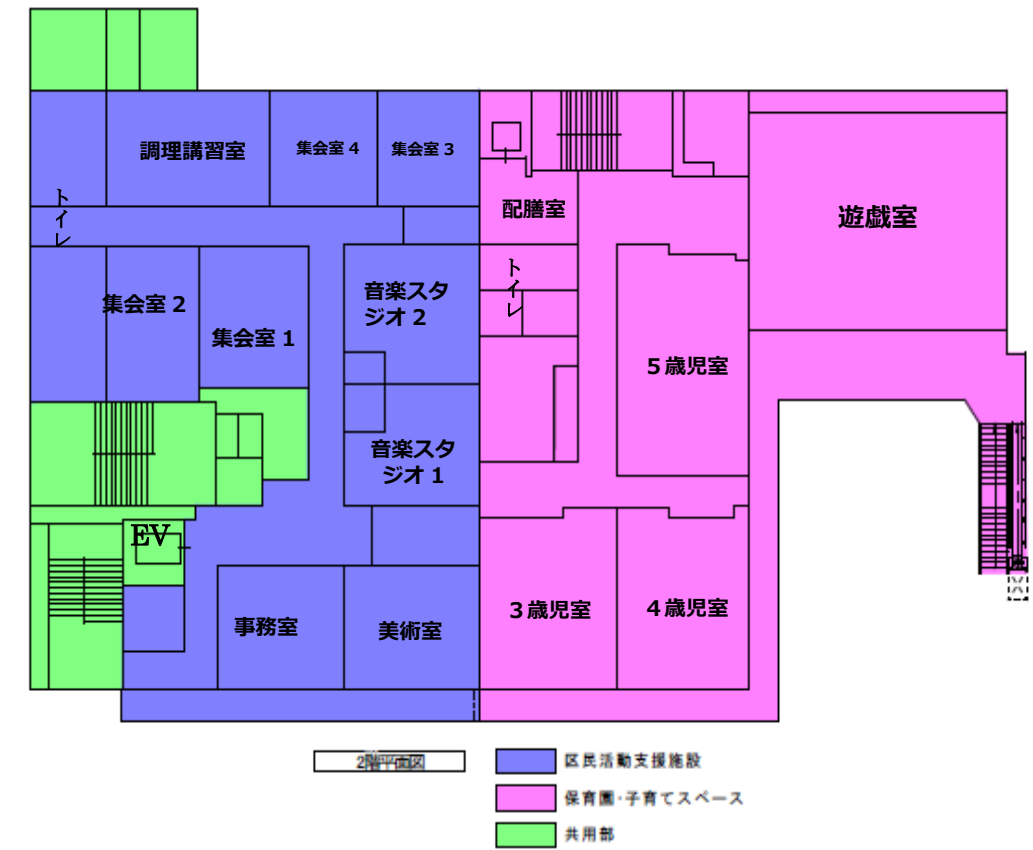 調理講習室
集会室４
集会室３
トイレ
配膳室
遊戯室
集会室２
集会室１
音楽スタ
ジオ２
トイレ
５歳児室
音楽スタ
ジオ１
EV
事務室
美術室
３歳児室
４歳児室
2階平面図
区民活動支援施設
保育園・子育てスペース
共用部